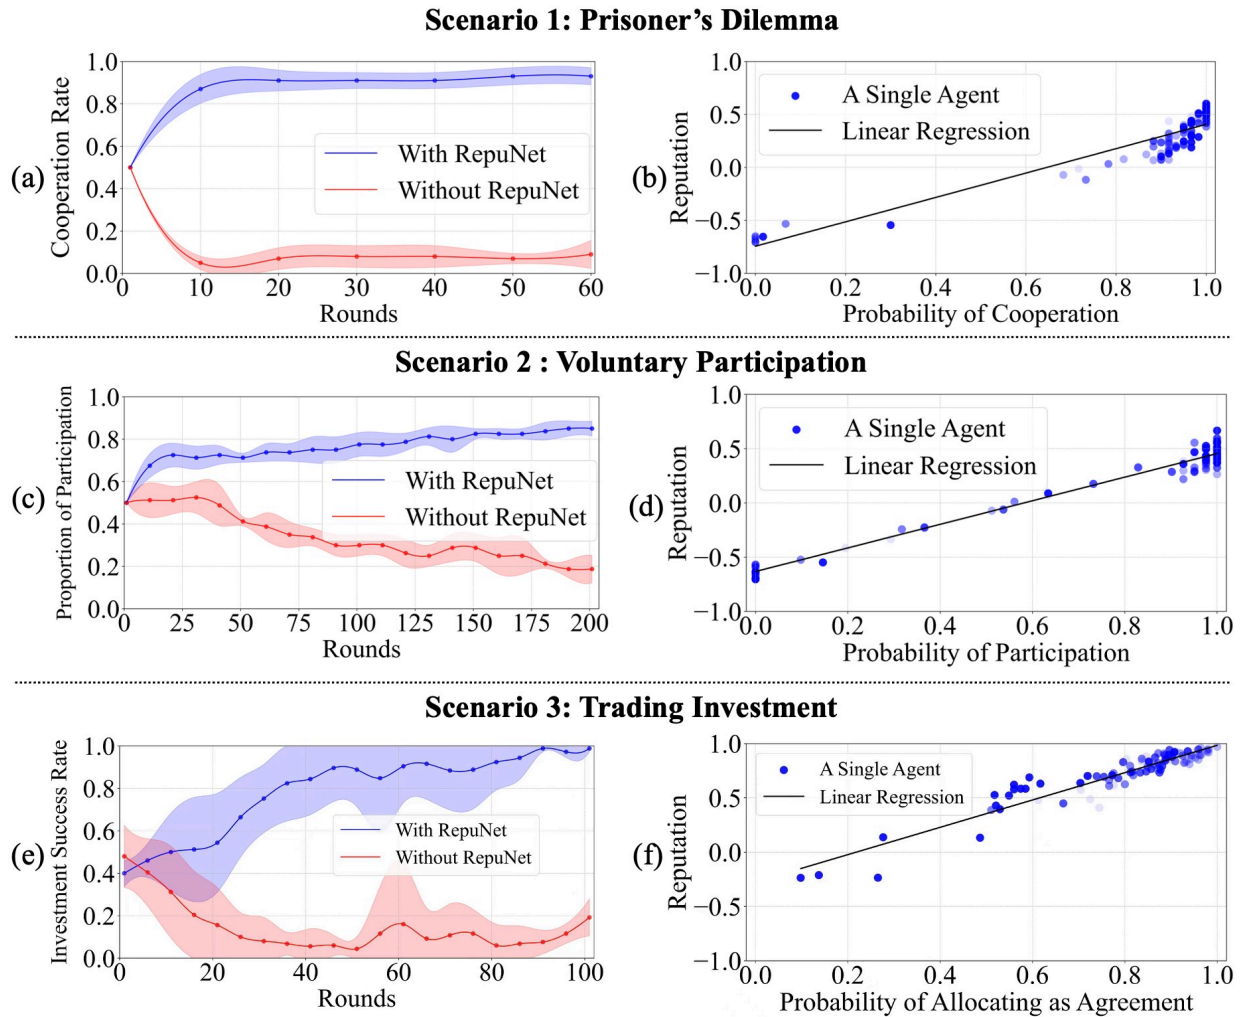 Scenario 1: Prisoner's Dilemma
(a)
Cooperation Rate
1.0
0.8
0.6
0.4
0.2
0.0
0
10
20
30
40
50
60
Rounds
With RepuNet
Without RepuNet
(b)
Reputation
1.0
0.5
0.0
−0.5
−1.0
0.0
0.2
0.4
0.6
0.8
1.0
Probability of Cooperation
A Single Agent
Linear Regression
Scenario 2 : Voluntary Participation
(c)
Proportion of Participation
1.0
0.8
0.6
0.4
0.2
0.0
0
25
50
75
100
125
150
175
200
Rounds
With RepuNet
Without RepuNet
(d)
Reputation
1.0
0.5
0.0
−0.5
−1.0
0.0
0.2
0.4
0.6
0.8
1.0
Probability of Participation
A Single Agent
Linear Regression
Scenario 3: Trading Investment
(e)
Investment Success Rate
1.0
0.8
0.6
0.4
0.2
0.0
0
20
40
60
80
100
Rounds
With RepuNet
Without RepuNet
(f)
Reputation
1.0
0.5
0.0
−0.5
−1.0
0.0
0.2
0.4
0.6
0.8
1.0
Probability of Allocating as Agreement
A Single Agent
Linear Regression